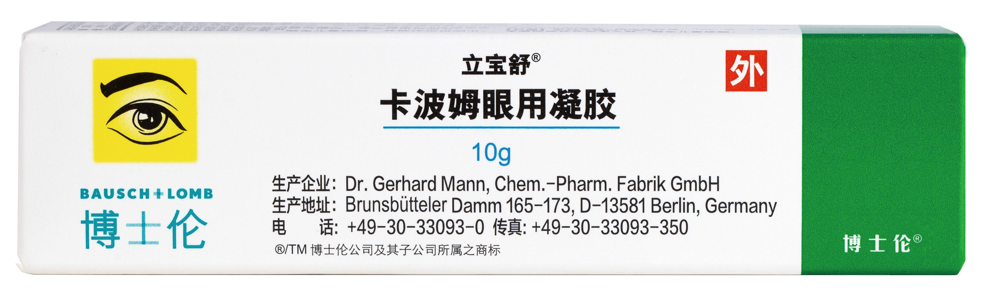 立宝舒®
外
卡波姆眼用凝胶
10g
BAUSCH+LOMB
博士伦
生产企业: Dr. Gerhard Mann, Chem.-Pharm. Fabrik GmbH
生产地址: Brunsbütteler Damm 165-173, D-13581 Berlin, Germany
电 话: +49-30-33093-0 传真: +49-30-33093-350
®/TM 博士伦公司及其子公司所属之商标
博士伦®